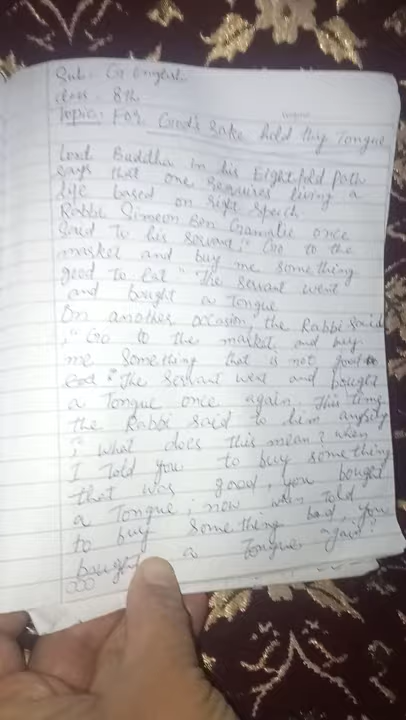 Sub: G. English
Class: 8th
Topic: For God's sake hold thy Tongue
Lord Buddha in his Eightfold Path
says that one requires living a
life based on right speech
Rabbi Simeon Ben Gamalie once
said to his servant, "Go to the
market and buy me something
good to Eat" The servant went
and bought a Tongue
On another occasion, the Rabbi said
, "Go to the market and buy
me something that is not good to
eat" The servant went and bought
a Tongue once again. This time
the Rabbi said to him angrily
; what does this mean? when
I Told you to buy something
that was good, you bought
a Tongue; now when Told
to buy something bad, you
bought a Tongue again?